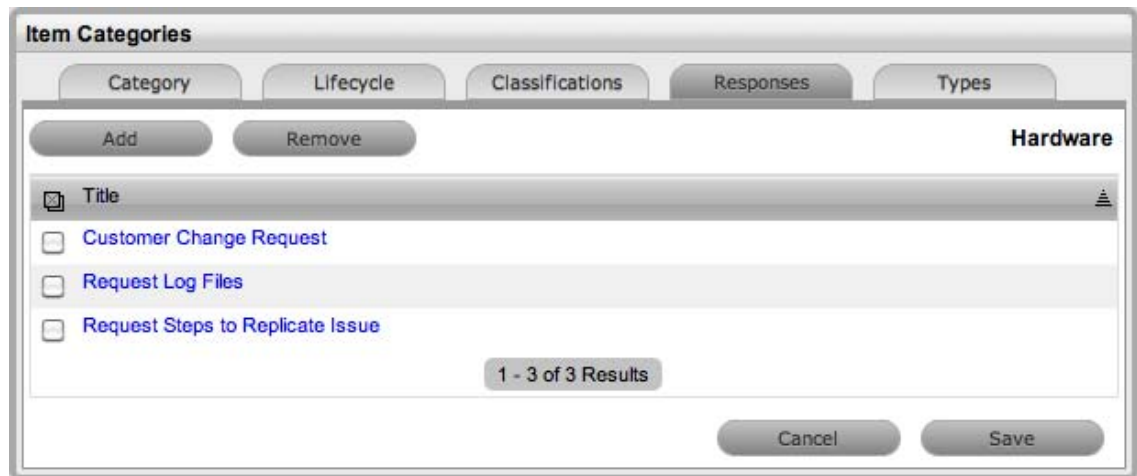 Item Categories
Category Lifecycle Classifications Responses Types
Add Remove Hardware
Title
Customer Change Request
Request Log Files
Request Steps to Replicate Issue
1 - 3 of 3 Results
Cancel Save